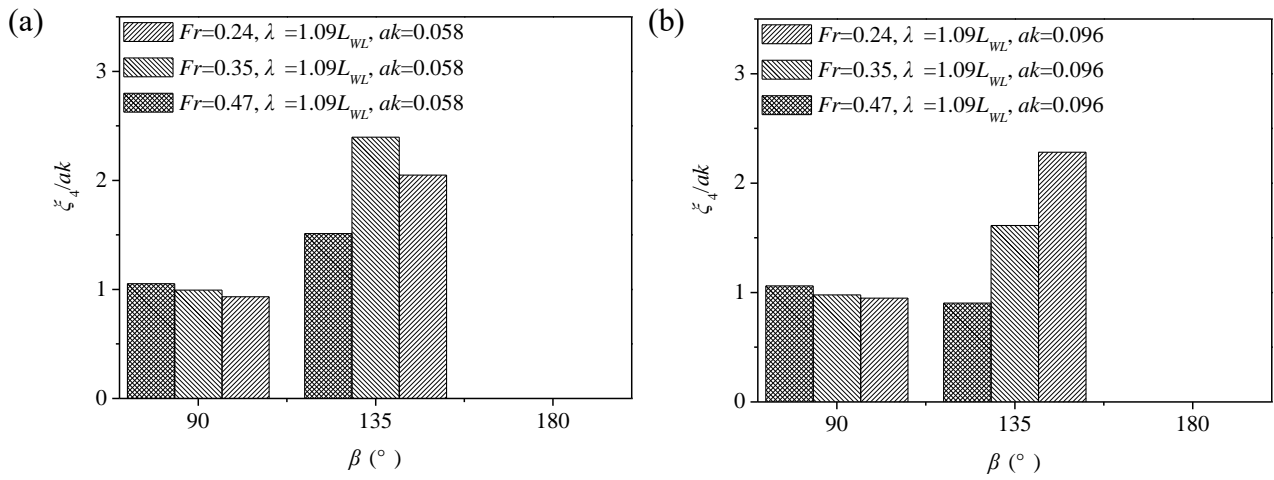 (a)
Fr=0.24, λ =1.09L_WL, ak=0.058
Fr=0.35, λ =1.09L_WL, ak=0.058
Fr=0.47, λ =1.09L_WL, ak=0.058
3
2
1
0
ξ_4/ak
90 135 180
β (°)
(b)
Fr=0.24, λ =1.09L_WL, ak=0.096
Fr=0.35, λ =1.09L_WL, ak=0.096
Fr=0.47, λ =1.09L_WL, ak=0.096
3
2
1
0
ξ_4/ak
90 135 180
β (°)